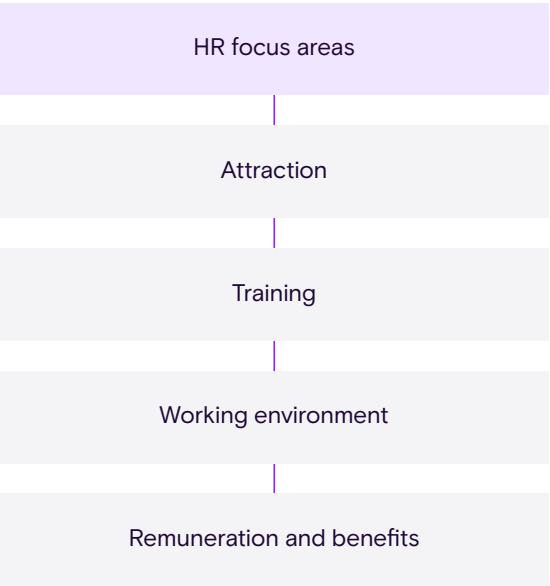 HR focus areas
Attraction
Training
Working environment
Remuneration and benefits